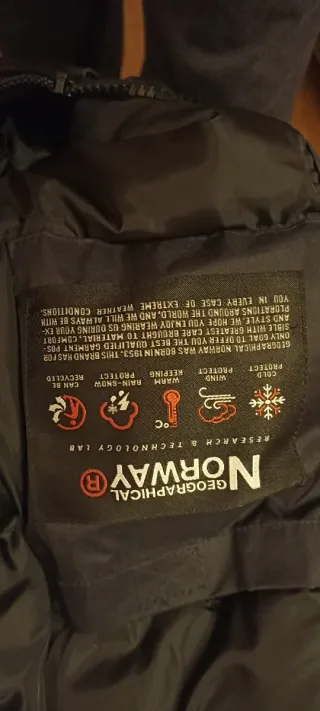 GEOGRAPHICAL
NORWAY®
RESEARCH & TECHNOLOGY LAB
°C
COLD PROTECT
WIND PROTECT
WARM KEEPING
RAIN-SNOW PROTECT
CAN BE RECYCLED
GEOGRAPHICAL NORWAY WAS BORN IN 1953. THIS BRAND HAS FOR
ONLY GOAL TO OFFER YOU THE BEST QUALIFIED GARMENT POS-
SIBLE WITH GREATEST CARE BROUGHT TO MATERIAL, COMFORT
AND STYLE. WE HOPE YOU ENJOY WEARING US DURING YOUR EX-
PLORATIONS AROUND THE WORLD, AND WE WILL ALWAYS BE WITH
YOU IN EVERY CASE OF EXTREME WEATHER CONDITIONS.